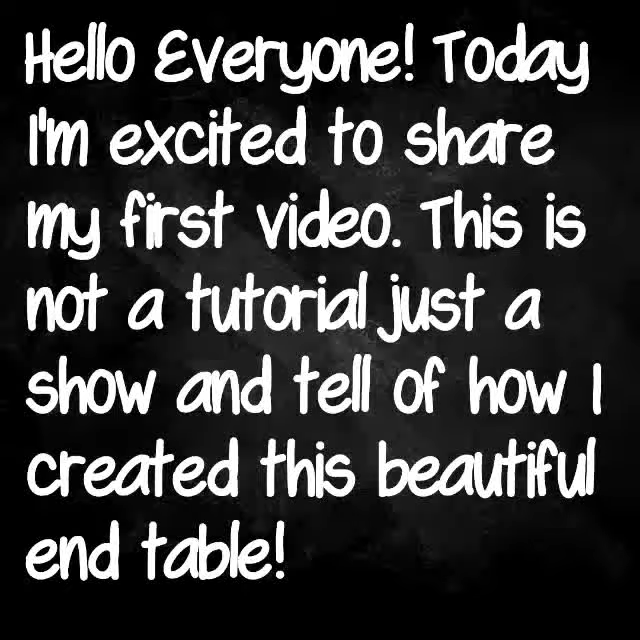 Hello Everyone! Today
I'm excited to share
my first video. This is
not a tutorial just a
show and tell of how I
created this beautiful
end table!